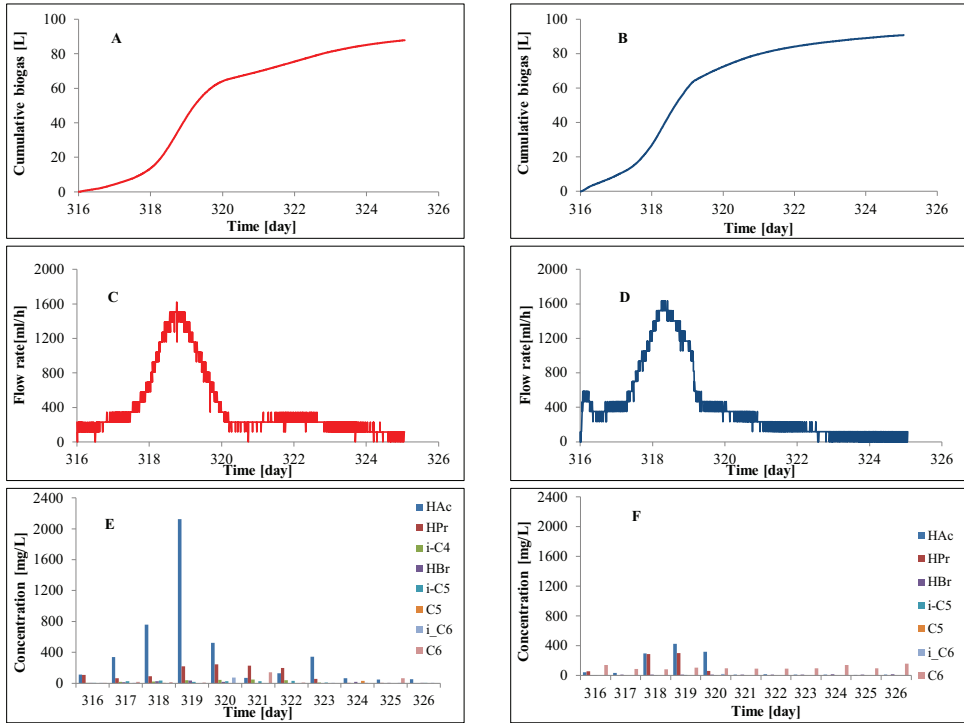 A
Cumulative biogas [L]
100
80
60
40
20
0
316 318 320 322 324 326
Time [day]
B
Cumulative biogas [L]
100
80
60
40
20
0
316 318 320 322 324 326
Time [day]
C
Flow rate[ml/h]
2000
1600
1200
800
400
0
316 318 320 322 324 326
Time [day]
D
Flow rate[ml/h]
2000
1600
1200
800
400
0
316 318 320 322 324 326
Time [day]
E
Concentration [mg/L]
2400
2000
1600
1200
800
400
0
316 317 318 319 320 321 322 323 324 325 326
Time [day]
HAc
HPr
i-C4
HBr
i-C5
C5
i_C6
C6
F
Concentration [mg/L]
2400
2000
1600
1200
800
400
0
316 317 318 319 320 321 322 323 324 325 326
Time [day]
HAc
HPr
HBr
i-C5
C5
i_C6
C6